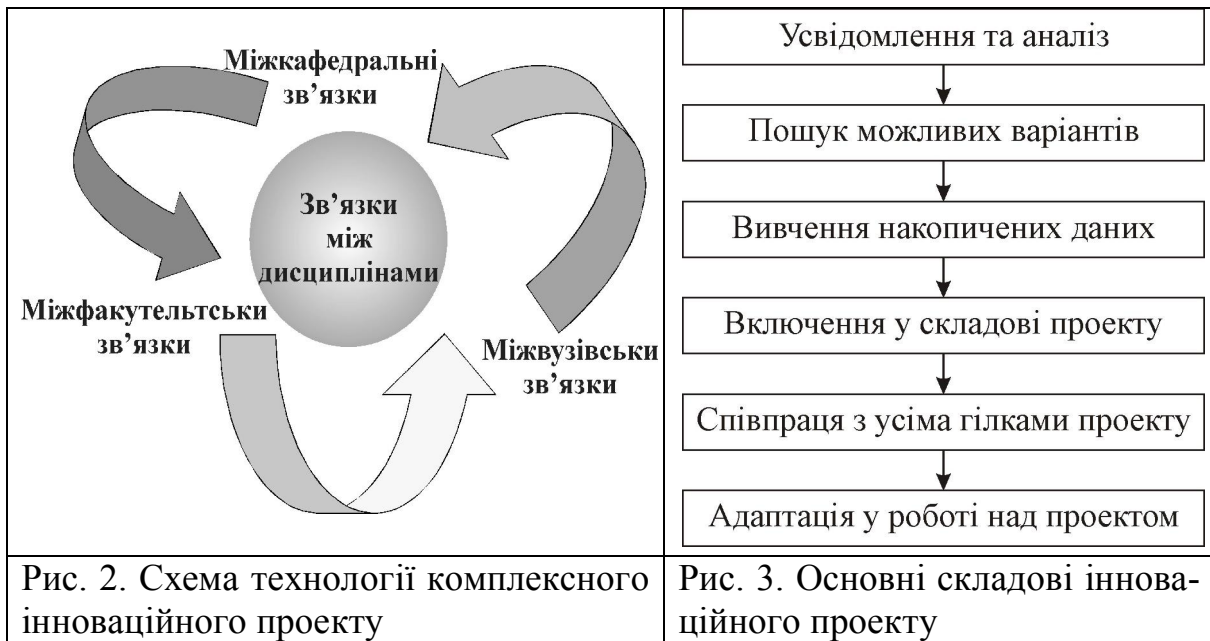 Міжкафедральні
зв’язки
Зв’язки
між
дисциплінами
Міжфакутельтськи
зв’язки
Міжвузівськи
зв’язки
Рис. 2. Схема технології комплексного
інноваційного проекту
Усвідомлення та аналіз
Пошук можливих варіантів
Вивчення накопичених даних
Включення у складові проекту
Співпраця з усіма гілками проекту
Адаптація у роботі над проектом
Рис. 3. Основні складові іннова-
ційного проекту